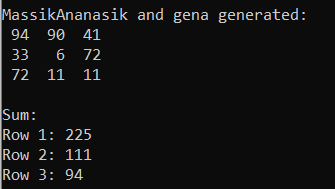 MassikAnanasik and gena generated:
94 90 41
33 6 72
72 11 11
Sum:
Row 1: 225
Row 2: 111
Row 3: 94